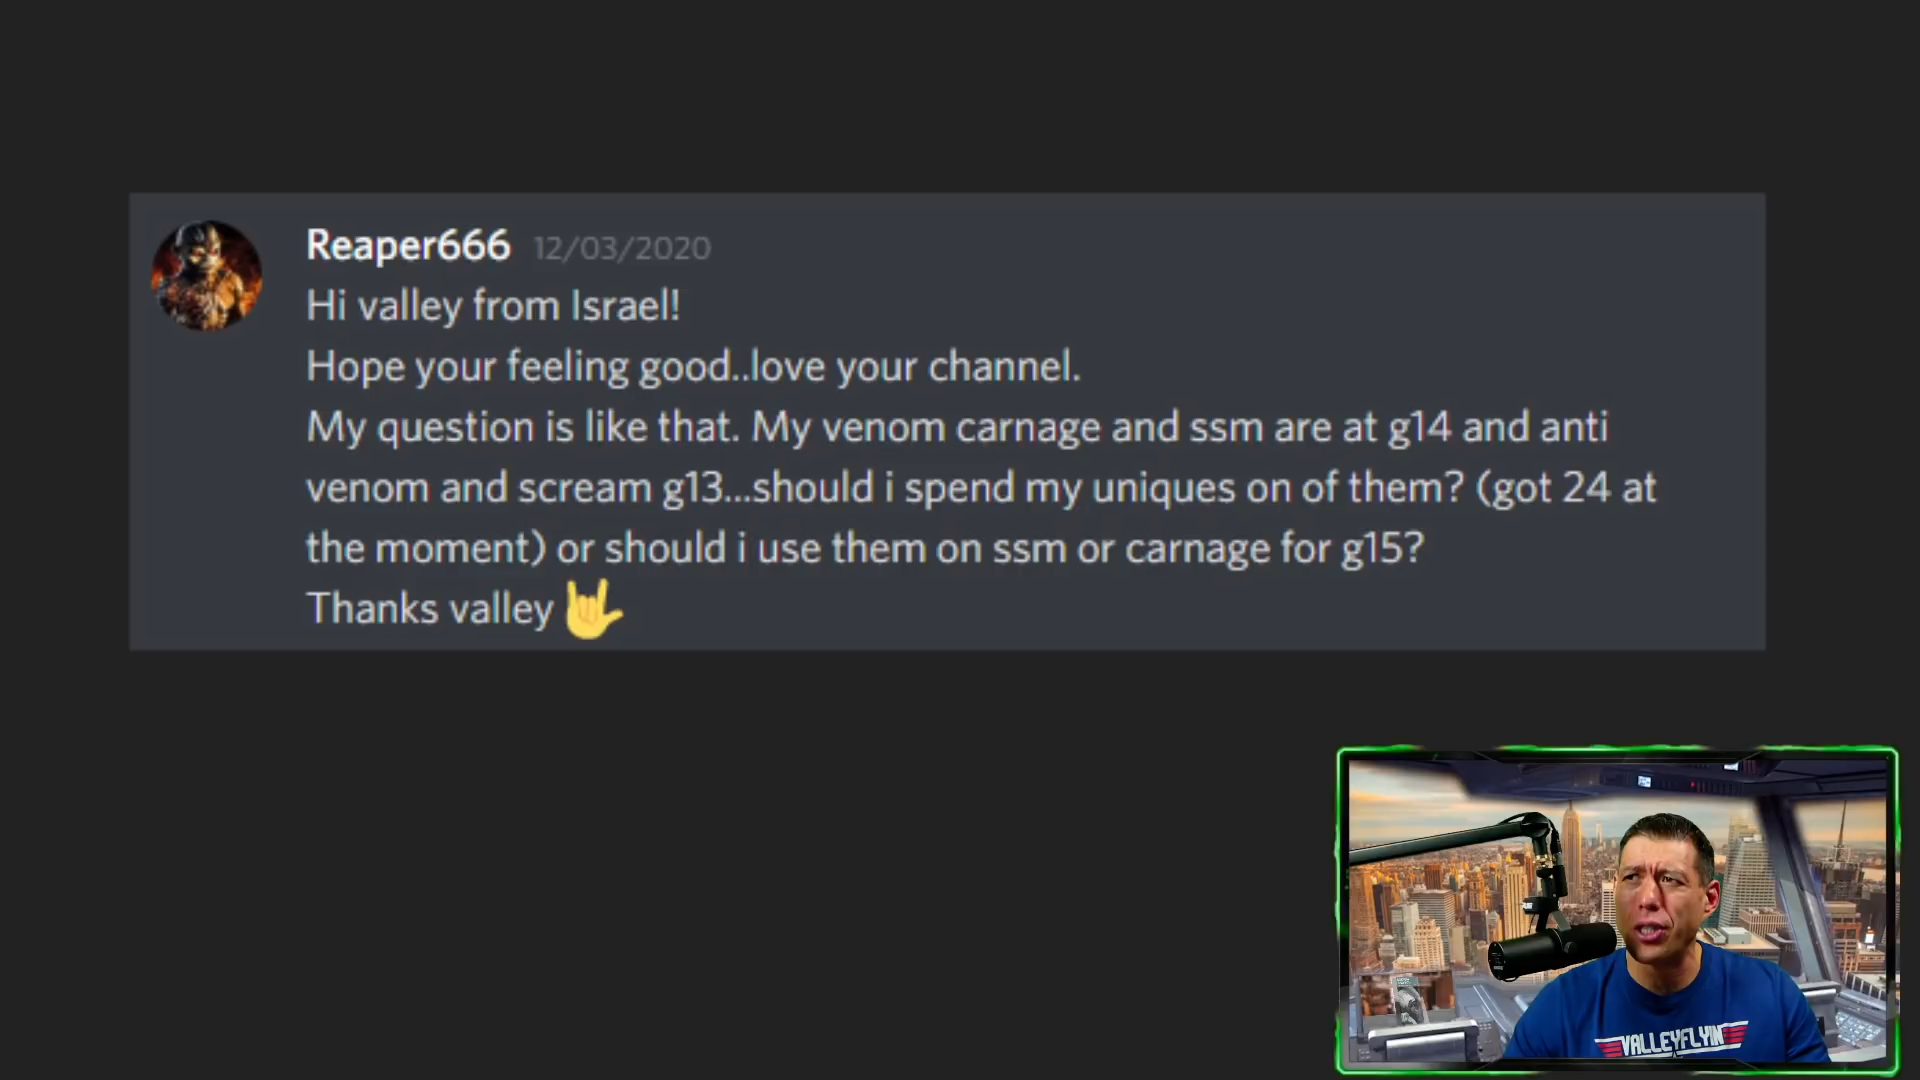 Reaper666 12/03/2020
Hi valley from Israel!
Hope your feeling good..love your channel.
My question is like that. My venom carnage and ssm are at g14 and anti
venom and scream g13...should i spend my uniques on of them? (got 24 at
the moment) or should i use them on ssm or carnage for g15?
Thanks valley 🤟
VALLEYFLYIN